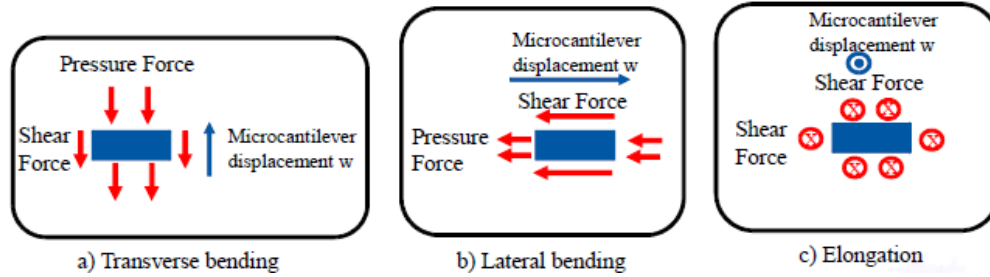 Pressure Force
Shear
Force
Microcantilever
displacement w
a) Transverse bending
Microcantilever
displacement w
Shear Force
Pressure
Force
b) Lateral bending
Microcantilever
displacement w
Shear Force
Shear
Force
X X
X X
X X
c) Elongation